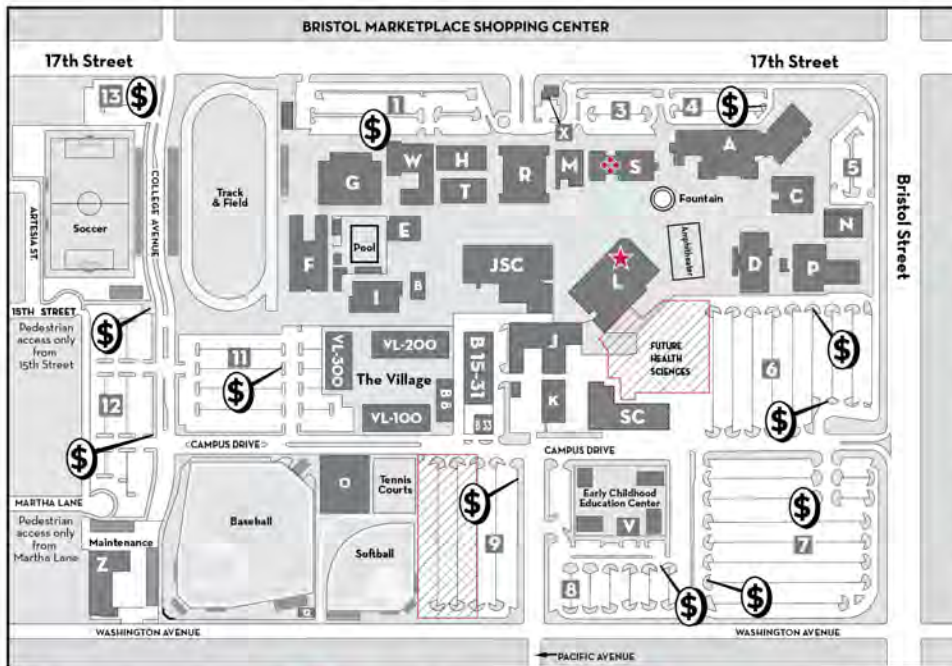 BRISTOL MARKETPLACE SHOPPING CENTER
17th Street
17th Street
13
$
1
$
3
4
$
X
5
A
G
W
H
T
R
M
S
C
N
Fountain
Track
& Field
COLLEGE AVENUE
ARTESIA ST.
Soccer
Bristol Street
F
Pool
E
I
B
JSC
L
Amphitheater
D
P
15TH STREET
Pedestrian
access only
from
15th Street
$
11
$
VL-300
VL-200
The Village
VL-100
B 15-31
J
FUTURE
HEALTH
SCIENCES
6
$
$
12
$
K
SC
CAMPUS DRIVE
CAMPUS DRIVE
MARTHA LANE
Pedestrian
access only
from
Martha Lane
Maintenance
Z
Baseball
Tennis
Courts
Softball
$
9
Early Childhood
Education Center
V
8
$
$
7
$
WASHINGTON AVENUE
WASHINGTON AVENUE
PACIFIC AVENUE